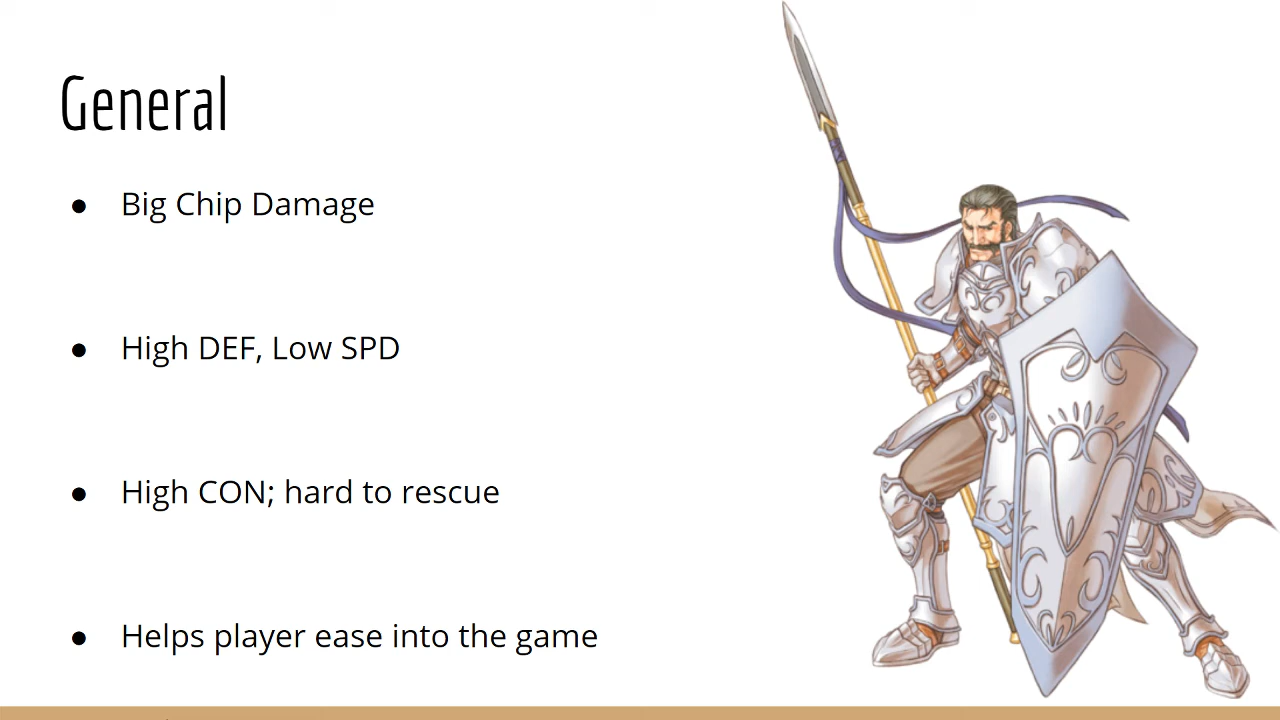 General
● Big Chip Damage
● High DEF, Low SPD
● High CON; hard to rescue
● Helps player ease into the game